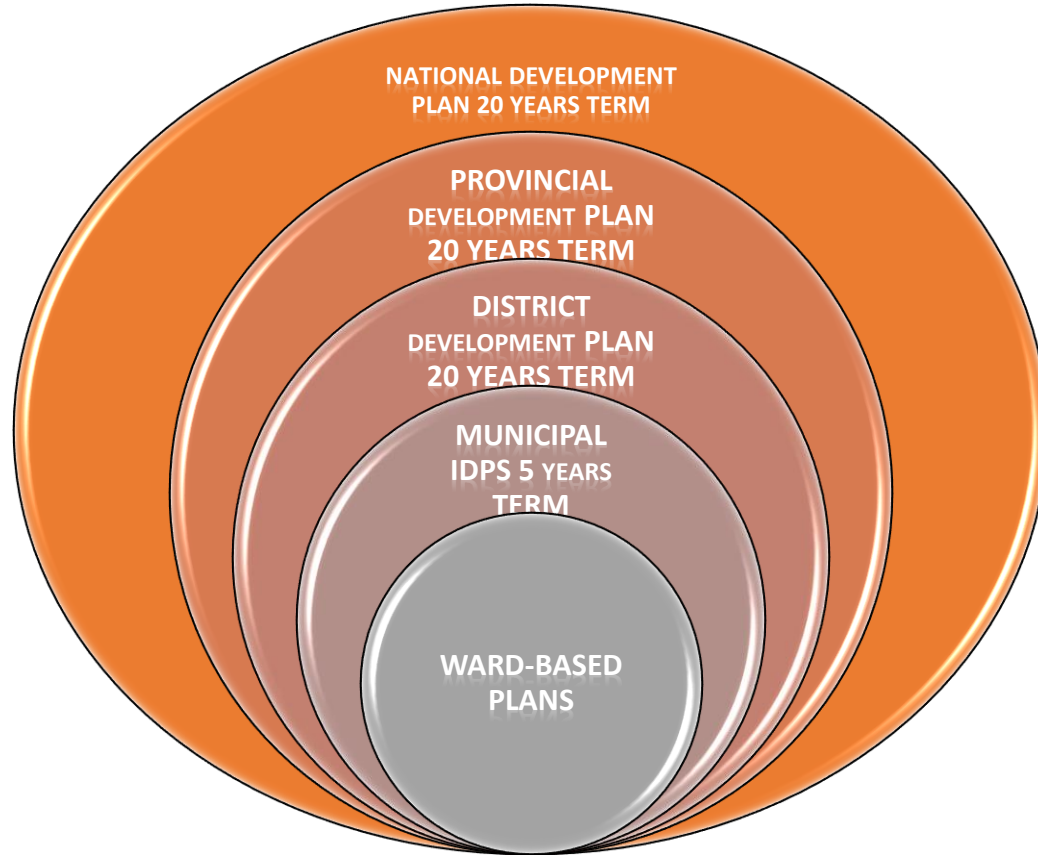 NATIONAL DEVELOPMENT
PLAN 20 YEARS TERM
PROVINCIAL
DEVELOPMENT PLAN
20 YEARS TERM
DISTRICT
DEVELOPMENT PLAN
20 YEARS TERM
MUNICIPAL
IDPS 5 YEARS
TERM
WARD-BASED
PLANS